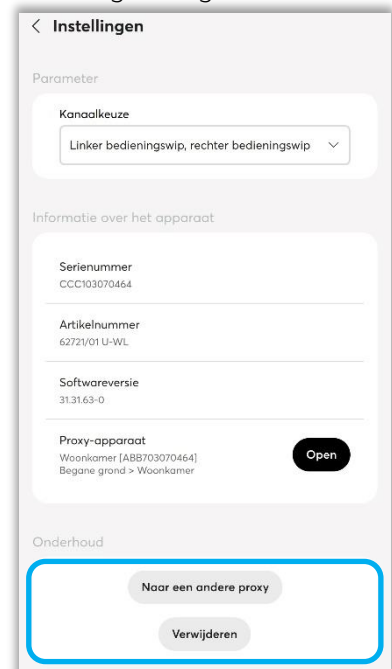 Instellingen
Parameter
Kanaalkeuze
Linker bedieningswip, rechter bedieningswip
Informatie over het apparaat
Serienummer
CCC103070464
Artikelnummer
62721/01 U-WL
Softwareversie
31.31.63-0
Proxy-apparaat
Woonkamer [ABB703070464]
Begane grond > Woonkamer
Open
Onderhoud
Naar een andere proxy
Verwijderen